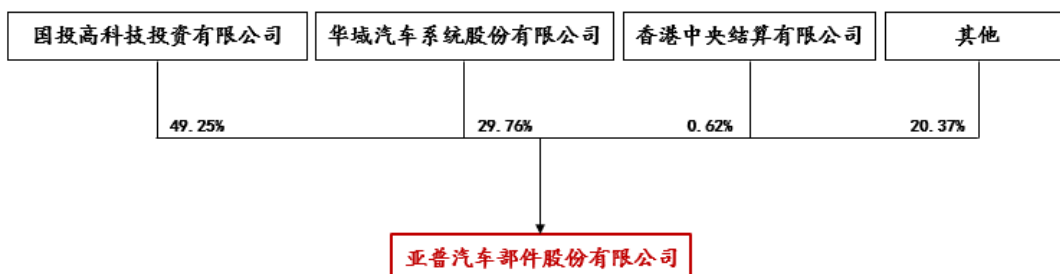 国投高科技投资有限公司
华域汽车系统股份有限公司
香港中央结算有限公司
其他
49.25%
29.76%
0.62%
20.37%
亚普汽车部件股份有限公司